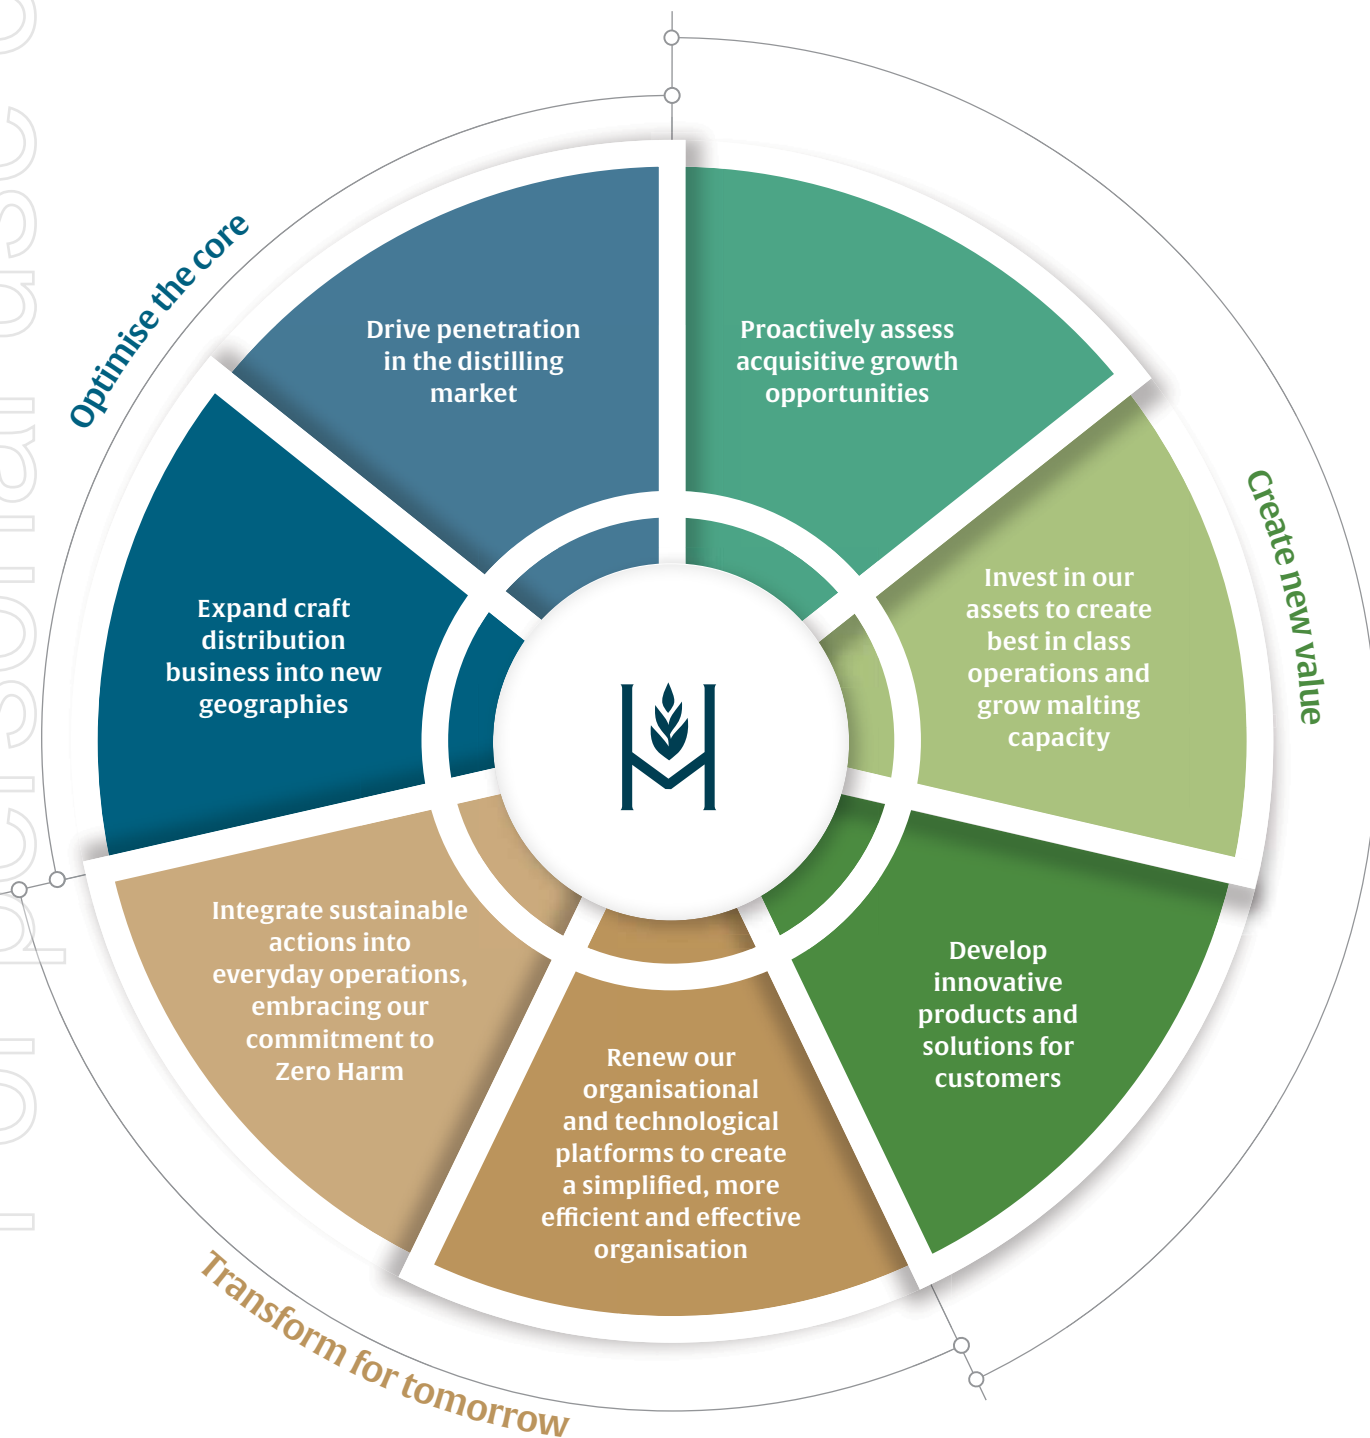 Optimise the core
Drive penetration
in the distilling
market
Expand craft
distribution
business into new
geographies
Create new value
Proactively assess
acquisitive growth
opportunities
Invest in our
assets to create
best in class
operations and
grow malting
capacity
Develop
innovative
products and
solutions for
customers
Transform for tomorrow
Renew our
organisational
and technological
platforms to create
a simplified, more
efficient and effective
organisation
Integrate sustainable
actions into
everyday operations,
embracing our
commitment to
Zero Harm
personal use